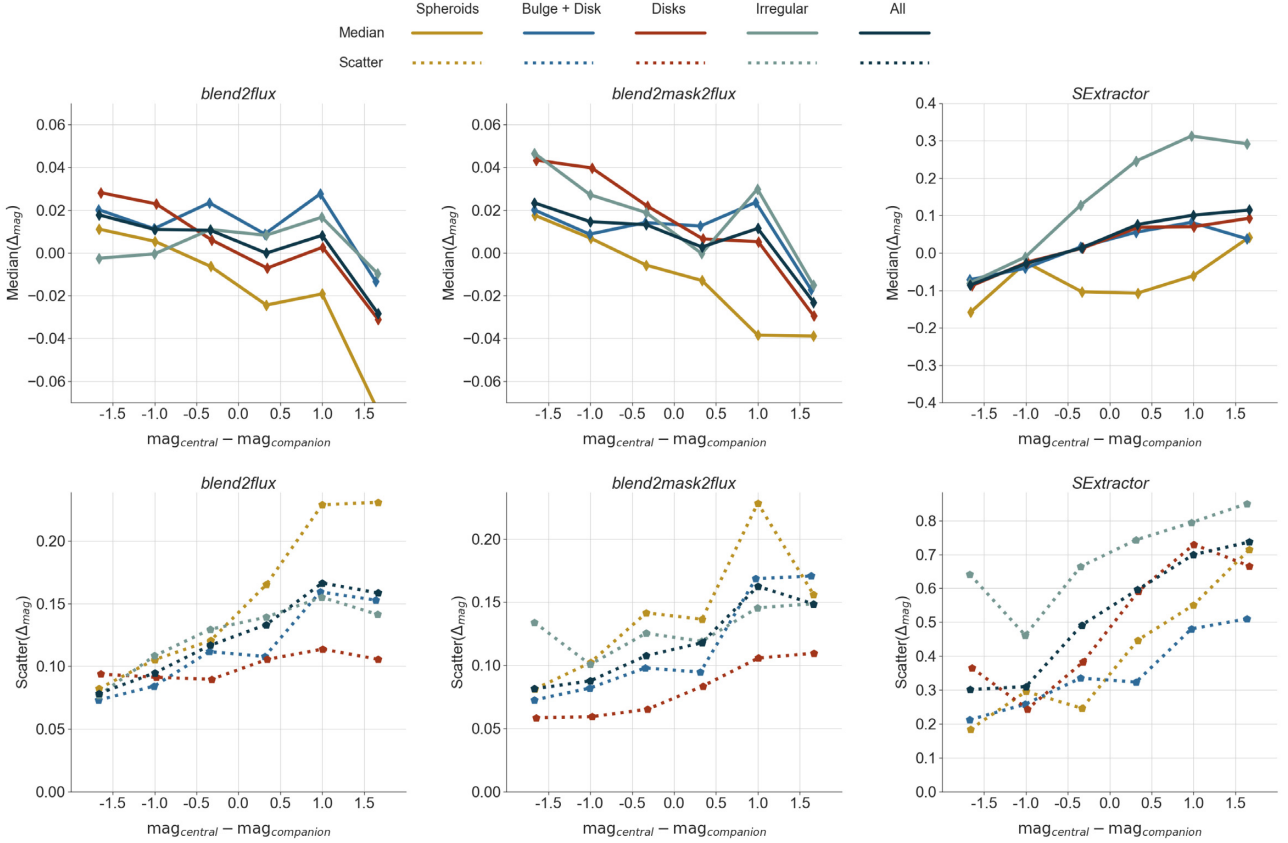 Spheroids Bulge + Disk Disks Irregular All
Median
Scatter
blend2flux blend2mask2flux SExtractor
0.06 0.06 0.4
0.04 0.04 0.3
0.02 0.02 0.2
0.00 0.00 0.1
−0.02 −0.02 0.0
−0.04 −0.04 −0.1
−0.06 −0.06 −0.2
−0.3
−0.4
Median(Δmag) Median(Δmag) Median(Δmag)
-1.5 -1.0 -0.5 0.0 0.5 1.0 1.5 -1.5 -1.0 -0.5 0.0 0.5 1.0 1.5 -1.5 -1.0 -0.5 0.0 0.5 1.0 1.5
magcentral − magcompanion magcentral − magcompanion magcentral − magcompanion
blend2flux blend2mask2flux SExtractor
0.20 0.20 0.8
0.15 0.15 0.7
0.10 0.10 0.6
0.05 0.05 0.5
0.00 0.00 0.4
0.3
0.2
0.1
0.0
Scatter(Δmag) Scatter(Δmag) Scatter(Δmag)
-1.5 -1.0 -0.5 0.0 0.5 1.0 1.5 -1.5 -1.0 -0.5 0.0 0.5 1.0 1.5 -1.5 -1.0 -0.5 0.0 0.5 1.0 1.5
magcentral − magcompanion magcentral − magcompanion magcentral − magcompanion